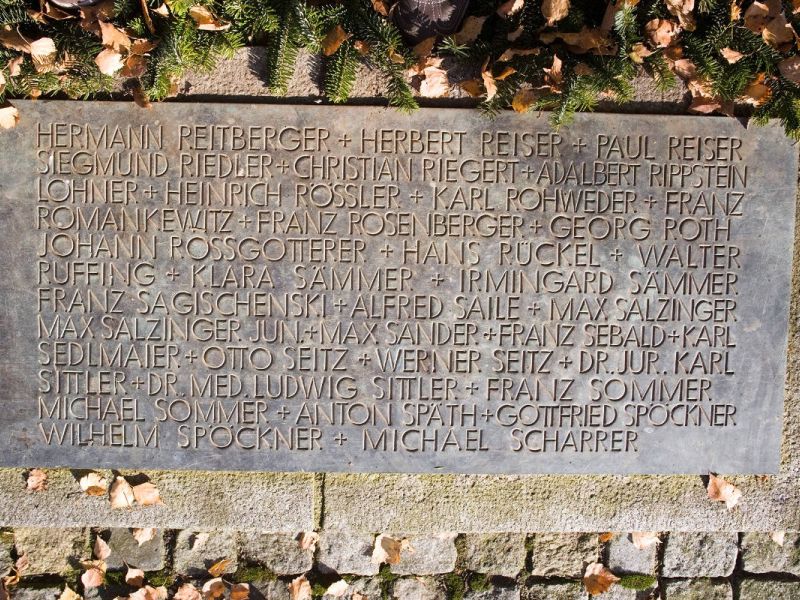 HERMANN REITBERGER + HERBERT REISER + PAUL REISER
SIEGMUND RIEDLER + CHRISTIAN RIEGERT + ADALBERT RIPPSTEIN
LOHNER + HEINRICH RÖSSLER + KARL ROHWEDER + FRANZ
ROMANKEWITZ + FRANZ ROSENBERGER + GEORG ROTH
JOHANN ROSSGOTTERER + HANS RÜCKEL + WALTER
RUFFING + KLARA SÄMMER + IRMINGARD SÄMMER
FRANZ SAGISCHENSKI + ALFRED SAILE + MAX SALZINGER
MAX SALZINGER JUN. + MAX SANDER + FRANZ SEBALD + KARL
SEDLMAIER + OTTO SEITZ + WERNER SEITZ + DR. JUR. KARL
SITTLER + DR. MED. LUDWIG SITTLER + FRANZ SOMMER
MICHAEL SOMMER + ANTON SPÄTH + GOTTFRIED SPÖCKNER
WILHELM SPÖCKNER + MICHAEL SCHARRER